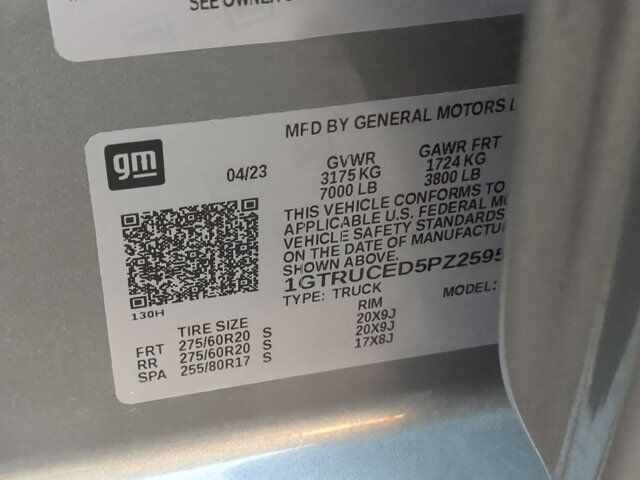 SEE OWNER
gm
MFD BY GENERAL MOTORS
04/23
GVWR GAWR FRT
3175 KG 1724 KG
7000 LB 3800 LB
THIS VEHICLE CONFORMS TO
APPLICABLE U.S. FEDERAL
VEHICLE SAFETY STANDARDS
ON THE DATE OF
SHOWN ABOVE.
1GTRUCED5PZ2595
TYPE: TRUCK MODEL:
130H
TIRE SIZE RIM
FRT 275/60R20 S 20X9J
RR 275/60R20 S 20X9J
SPA 255/80R17 S 17X8J